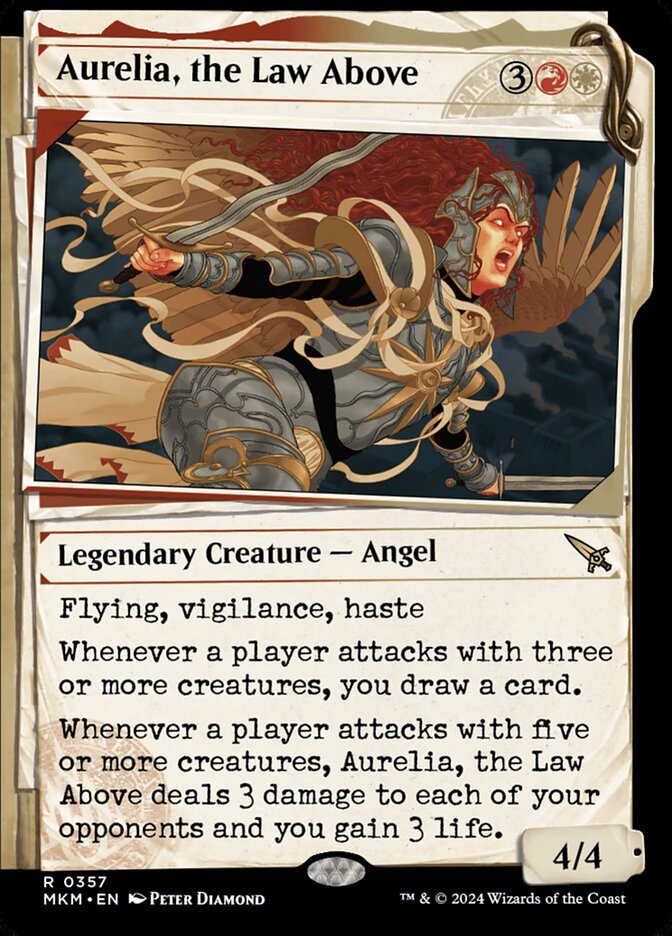 Aurelia, the Law Above 3
Legendary Creature — Angel
Flying, vigilance, haste
Whenever a player attacks with three
or more creatures, you draw a card.
Whenever a player attacks with five
or more creatures, Aurelia, the Law
Above deals 3 damage to each of your
opponents and you gain 3 life.
4/4
R 0357
MKM • EN Peter Diamond
™ & © 2024 Wizards of the Coast